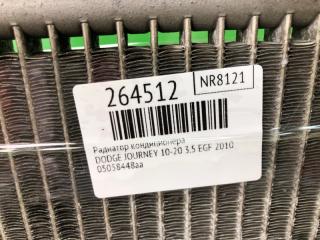 264512
NR8121
Радиатор кондиционера
DODGE JOURNEY 10-20 3.5 EGF 2010
05058448aa